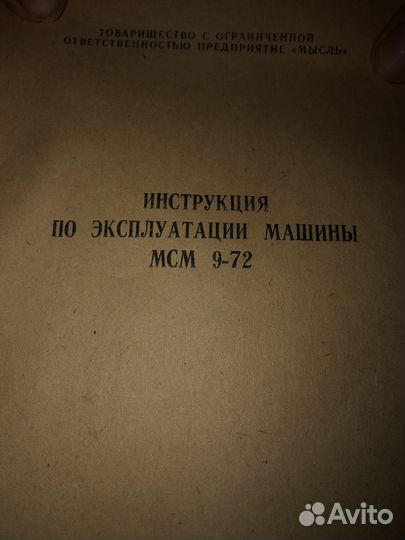 ТОВАРИЩЕСТВО С ОГРАНИЧЕННОЙ
ОТВЕТСТВЕННОСТЬЮ ПРЕДПРИЯТИЕ «МЫСЛЬ»
ИНСТРУКЦИЯ
ПО ЭКСПЛУАТАЦИИ МАШИНЫ
МСМ 9-72
Avito